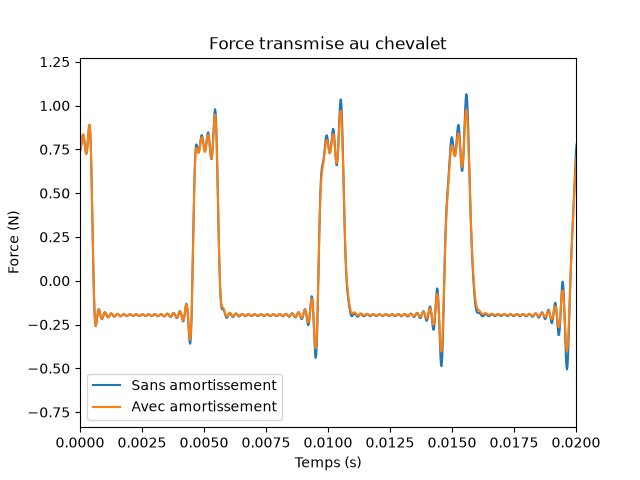 Force transmise au chevalet
1.25
1.00
0.75
0.50
0.25
0.00
−0.25
−0.50
−0.75
Force (N)
Sans amortissement
Avec amortissement
0.0000 0.0025 0.0050 0.0075 0.0100 0.0125 0.0150 0.0175 0.0200
Temps (s)